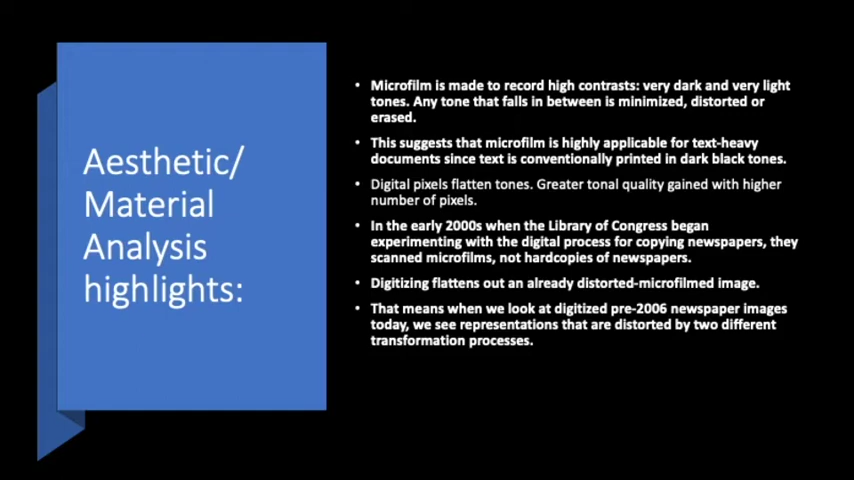 Aesthetic/
Material
Analysis
highlights:
• Microfilm is made to record high contrasts: very dark and very light
tones. Any tone that falls in between is minimized, distorted or
erased.
• This suggests that microfilm is highly applicable for text-heavy
documents since text is conventionally printed in dark black tones.
• Digital pixels flatten tones. Greater tonal quality gained with higher
number of pixels.
• In the early 2000s when the Library of Congress began
experimenting with the digital process for copying newspapers, they
scanned microfilms, not hardcopies of newspapers.
• Digitizing flattens out an already distorted-microfilmed image.
• That means when we look at digitized pre-2006 newspaper images
today, we see representations that are distorted by two different
transformation processes.